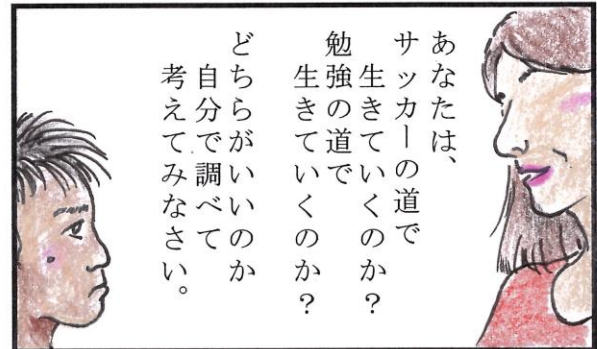 あなたは、
サッカーの道で
生きていくのか?
勉強の道で
生きていくのか?
どちらがいいのか
自分で調べて
考えてみなさい。